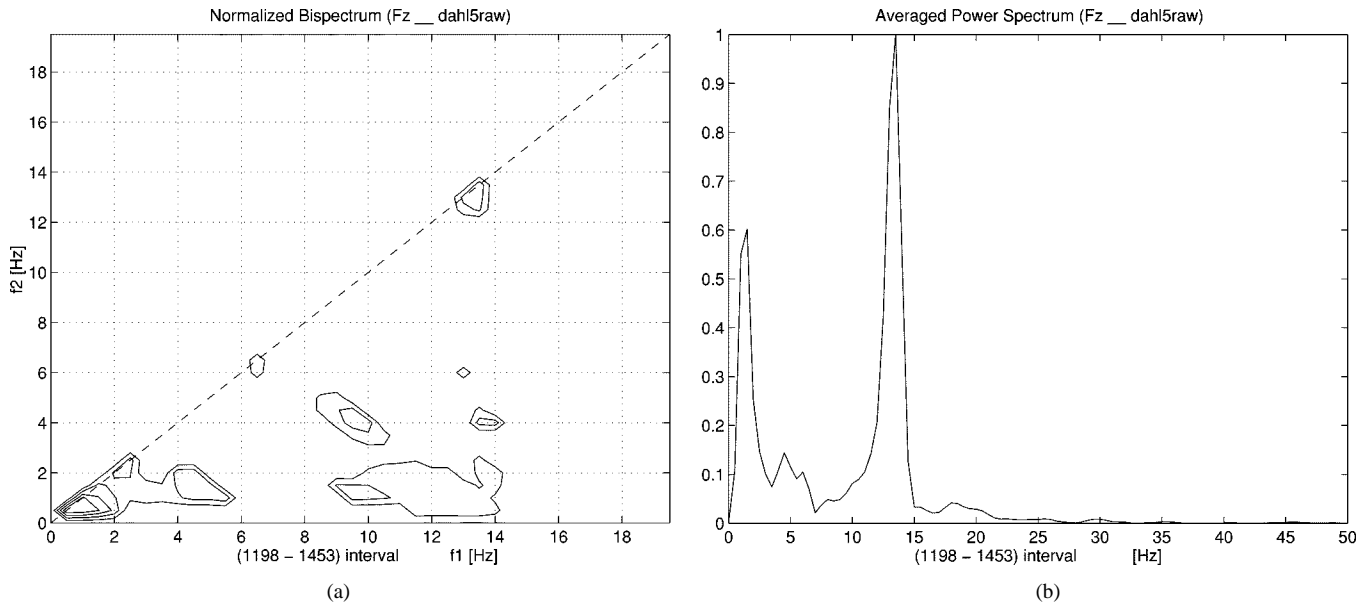 Normalized Bispectrum (Fz __ dahl5raw)
18
16
14
12
10
8
6
4
2
0
f2 [Hz]
0 2 4 6 8 10 12 14 16 18
(1198 − 1453) interval f1 [Hz]
(a)
Averaged Power Spectrum (Fz __ dahl5raw)
1
0.9
0.8
0.7
0.6
0.5
0.4
0.3
0.2
0.1
0
0 5 10 15 20 25 30 35 40 45 50
(1198 − 1453) interval [Hz]
(b)